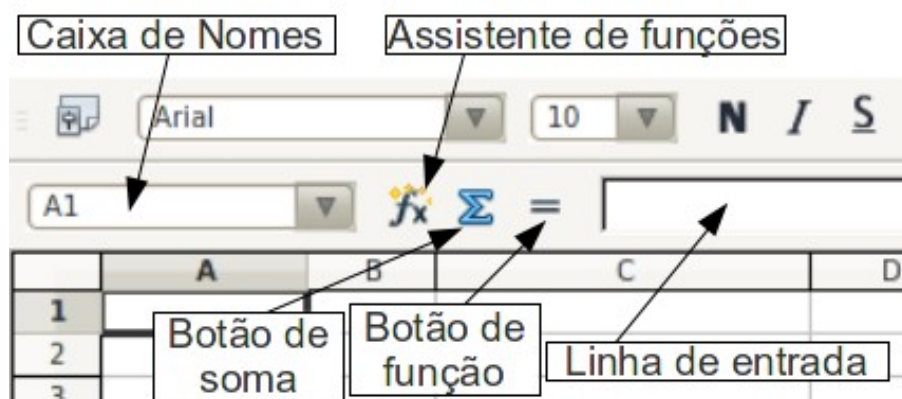 Caixa de Nomes Assistente de funções
Arial 10 N I S
A1 fx Σ =
A B C D
1
2
3
Botão de soma
Botão de função
Linha de entrada